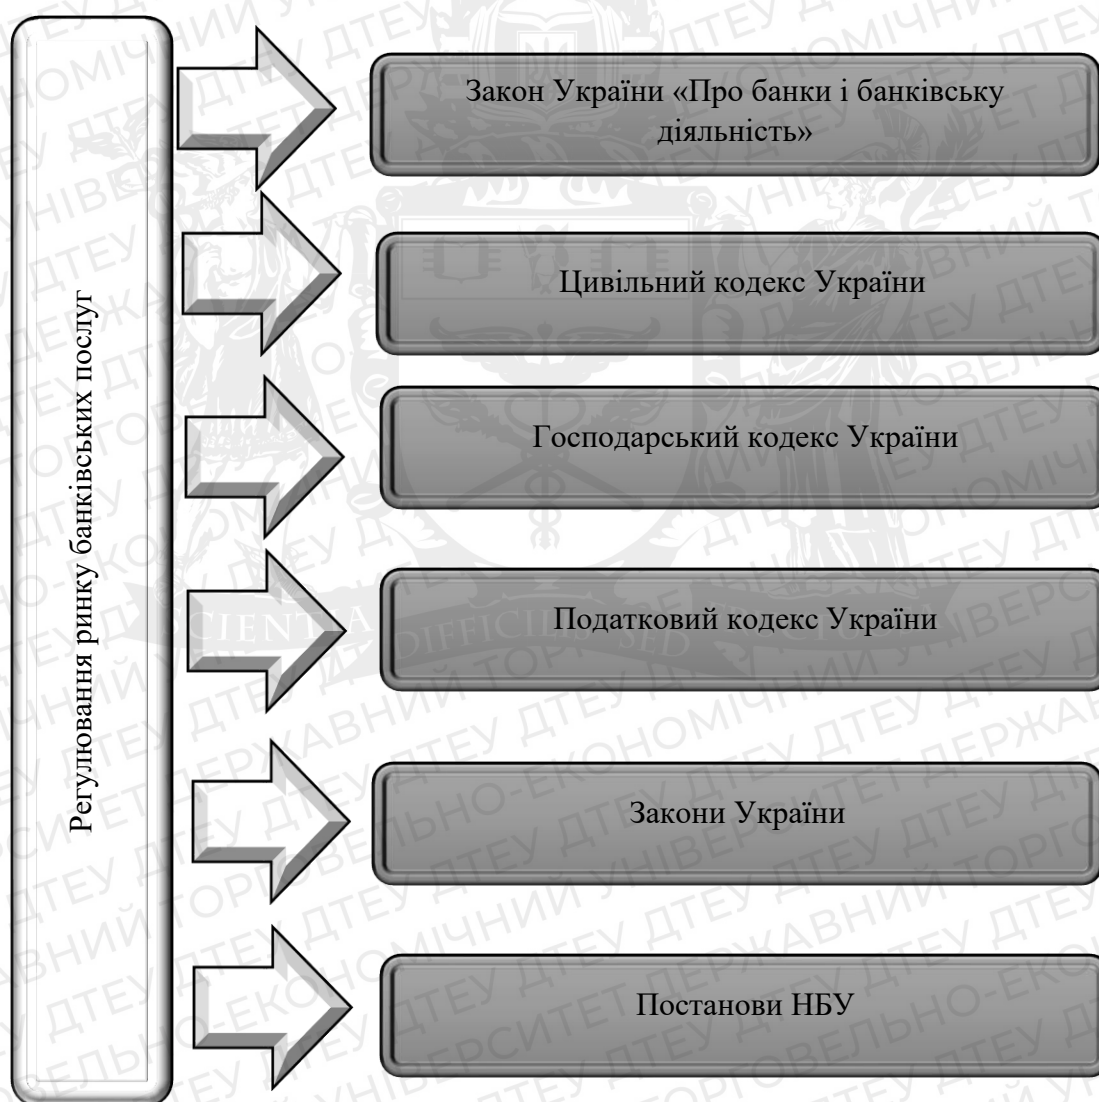 Регулювання ринку банківських послуг
Закон України «Про банки і банківську
діяльність»
Цивільний кодекс України
Господарський кодекс України
Податковий кодекс України
Закони України
Постанови НБУ